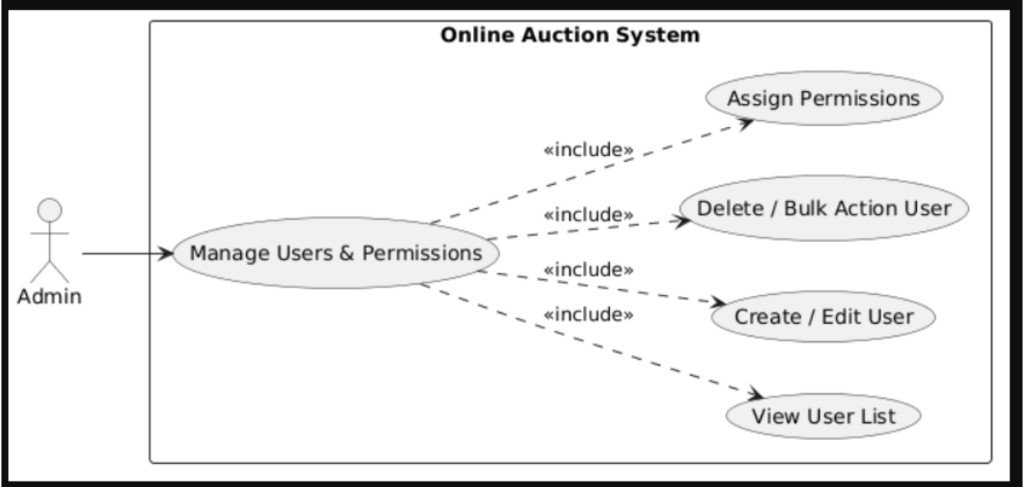 Online Auction System
Assign Permissions
«include»
Delete / Bulk Action User
«include»
Manage Users & Permissions
«include»
Admin
Create / Edit User
«include»
View User List